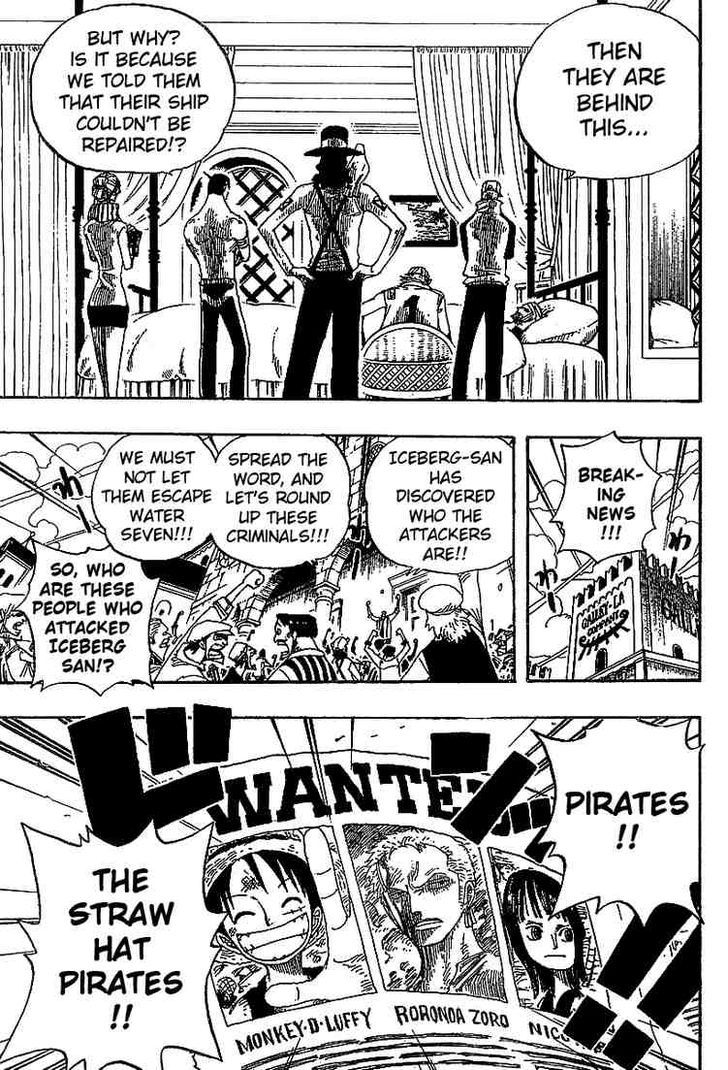 THEN
THEY ARE
BEHIND
THIS...
BUT WHY?
IS IT BECAUSE
WE TOLD THEM
THAT THEIR SHIP
COULDN'T BE
REPAIRED!?
1
BREAK-
ING
NEWS
!!!
GALLEY-LA
COMPANY
ICEBERG-SAN
HAS
DISCOVERED
WHO THE
ATTACKERS
ARE!!
SPREAD THE
WORD, AND
LET'S ROUND
UP THESE
CRIMINALS!!!
WE MUST
NOT LET
THEM ESCAPE
WATER
SEVEN!!!
SO, WHO
ARE THESE
PEOPLE WHO
ATTACKED
ICEBERG
SAN!?
PIRATES
!!
WANTED
THE
STRAW
HAT
PIRATES
!!
MONKEY·D·LUFFY
RORONOA ZORO
NICO